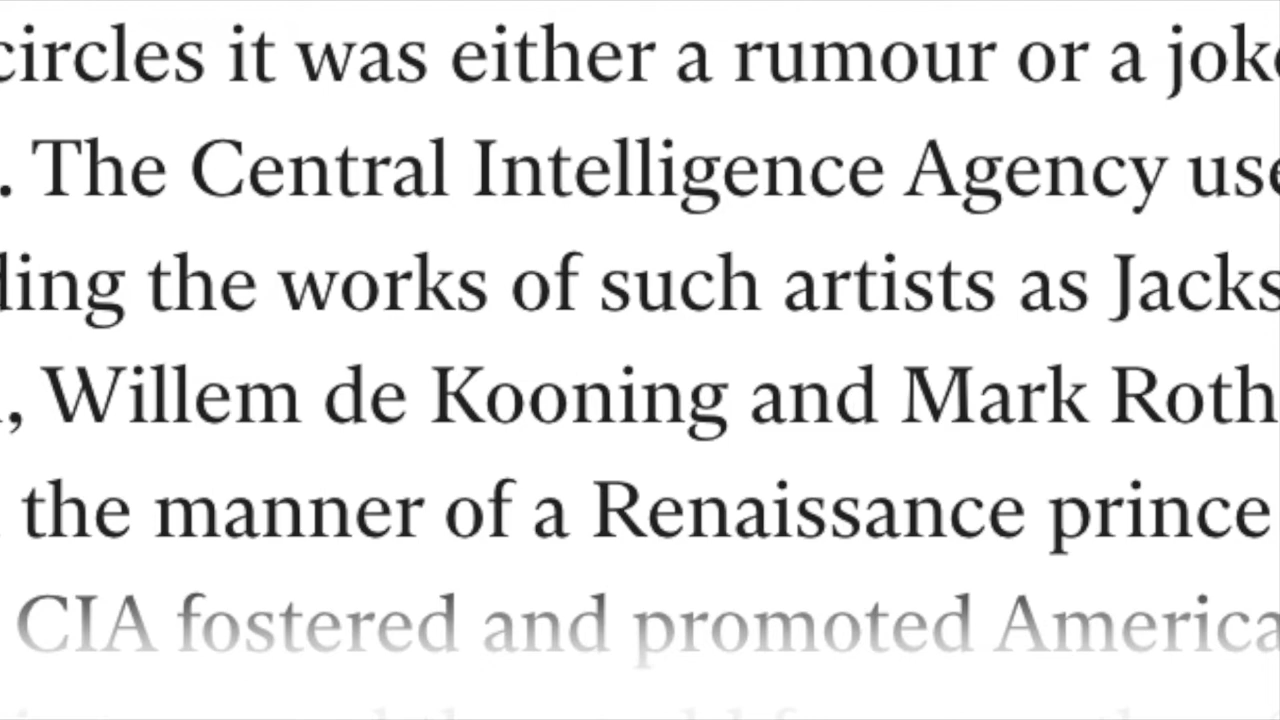 circles it was either a rumour or a jok
. The Central Intelligence Agency use
ding the works of such artists as Jacks
, Willem de Kooning and Mark Roth
the manner of a Renaissance prince
CIA fostered and promoted America